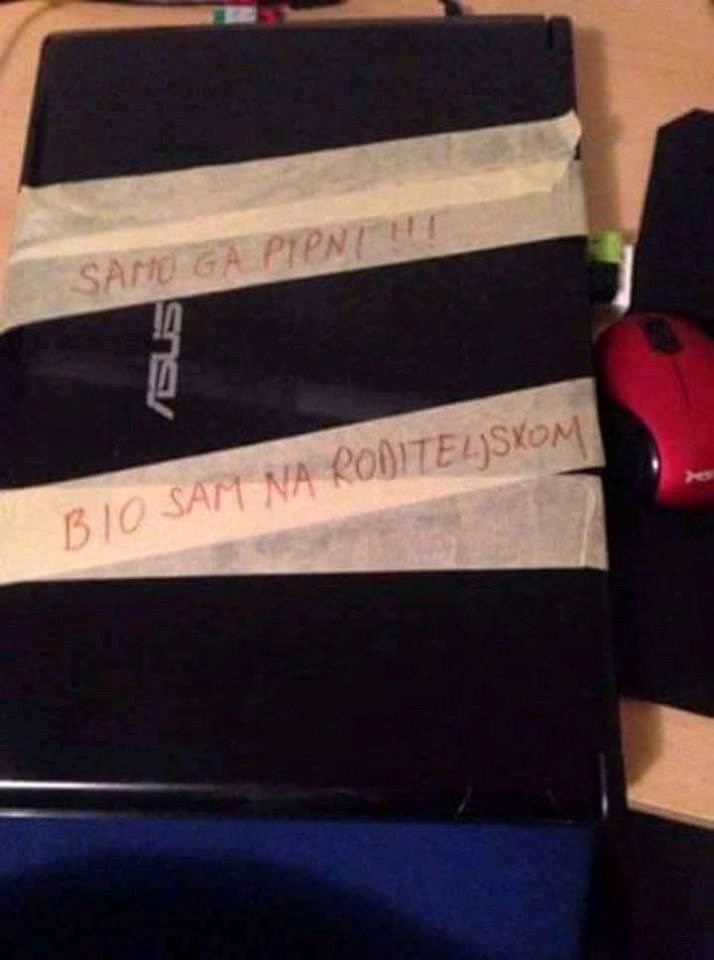 SAMO GA PIPNI!!!
ASUS
BIO SAM NA RODITELJSKOM